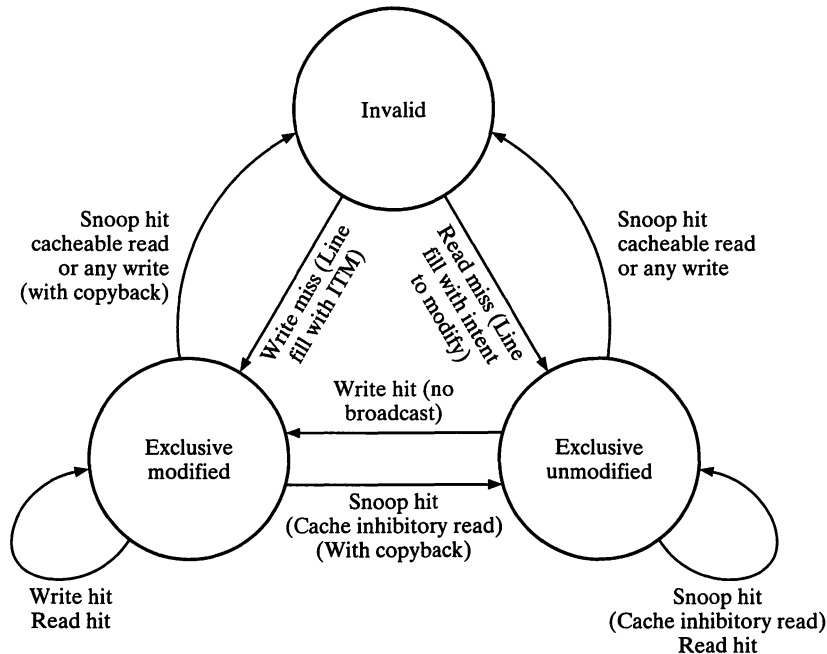 Invalid
Snoop hit
cacheable read
or any write
(with copyback)
Write miss (Line
fill with ITM)
Read miss (Line
fill with intent
to modify)
Snoop hit
cacheable read
or any write
Write hit (no
broadcast)
Exclusive
modified
Exclusive
unmodified
Snoop hit
(Cache inhibitory read)
(With copyback)
Write hit
Read hit
Snoop hit
(Cache inhibitory read)
Read hit